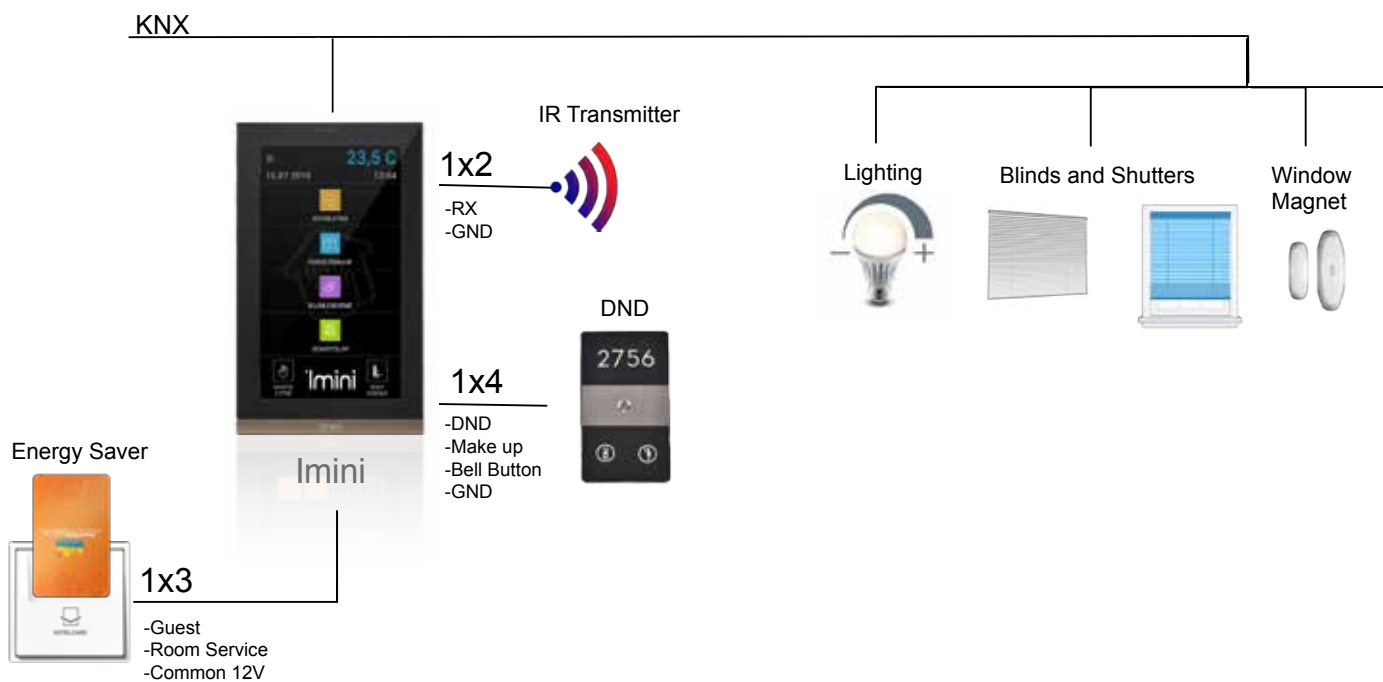 KNX
IR Transmitter
1x2
-RX
-GND
Lighting
Blinds and Shutters
Window
Magnet
23,5 C
DND
2756
Imini
1x4
-DND
-Make up
-Bell Button
-GND
Imini
Energy Saver
1x3
HOTELCARD
-Guest
-Room Service
-Common 12V